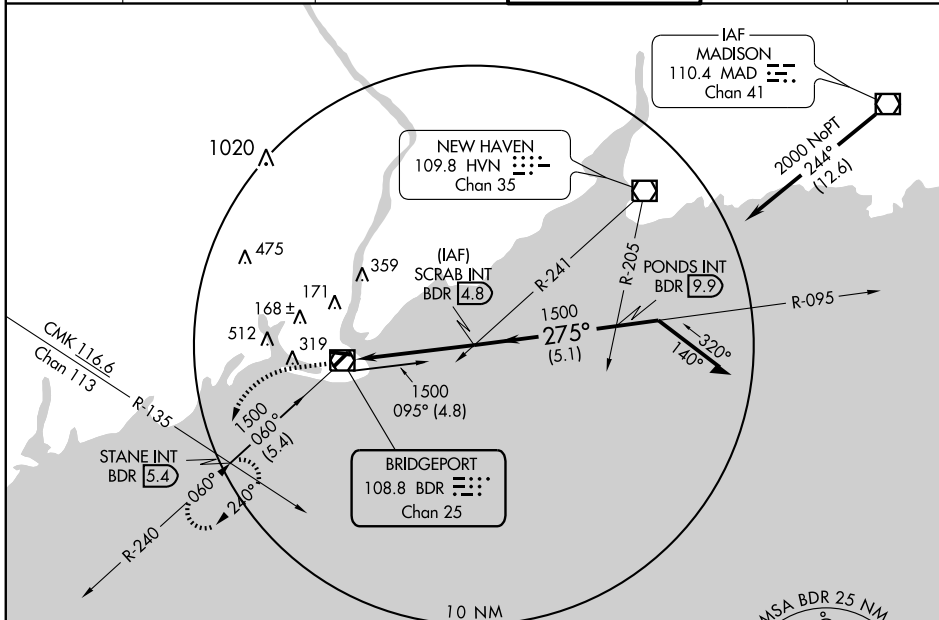 IAF
MADISON
110.4 MAD
Chan 41
2000 NoPT
244°
(12.6)
1020
NEW HAVEN
109.8 HVN
Chan 35
475
359
171
168 ±
512
319
(IAF)
SCRAB INT
BDR 4.8
R-241
R-205
PONDS INT
BDR 9.9
R-095
1500
275°
(5.1)
320°
140°
CMK 116.6
Chan 113
R-135
1500
095° (4.8)
1500
060°
(5.4)
STANE INT
BDR 5.4
060°
240°
R-240
BRIDGEPORT
108.8 BDR
Chan 25
10 NM
MSA BDR 25 NM